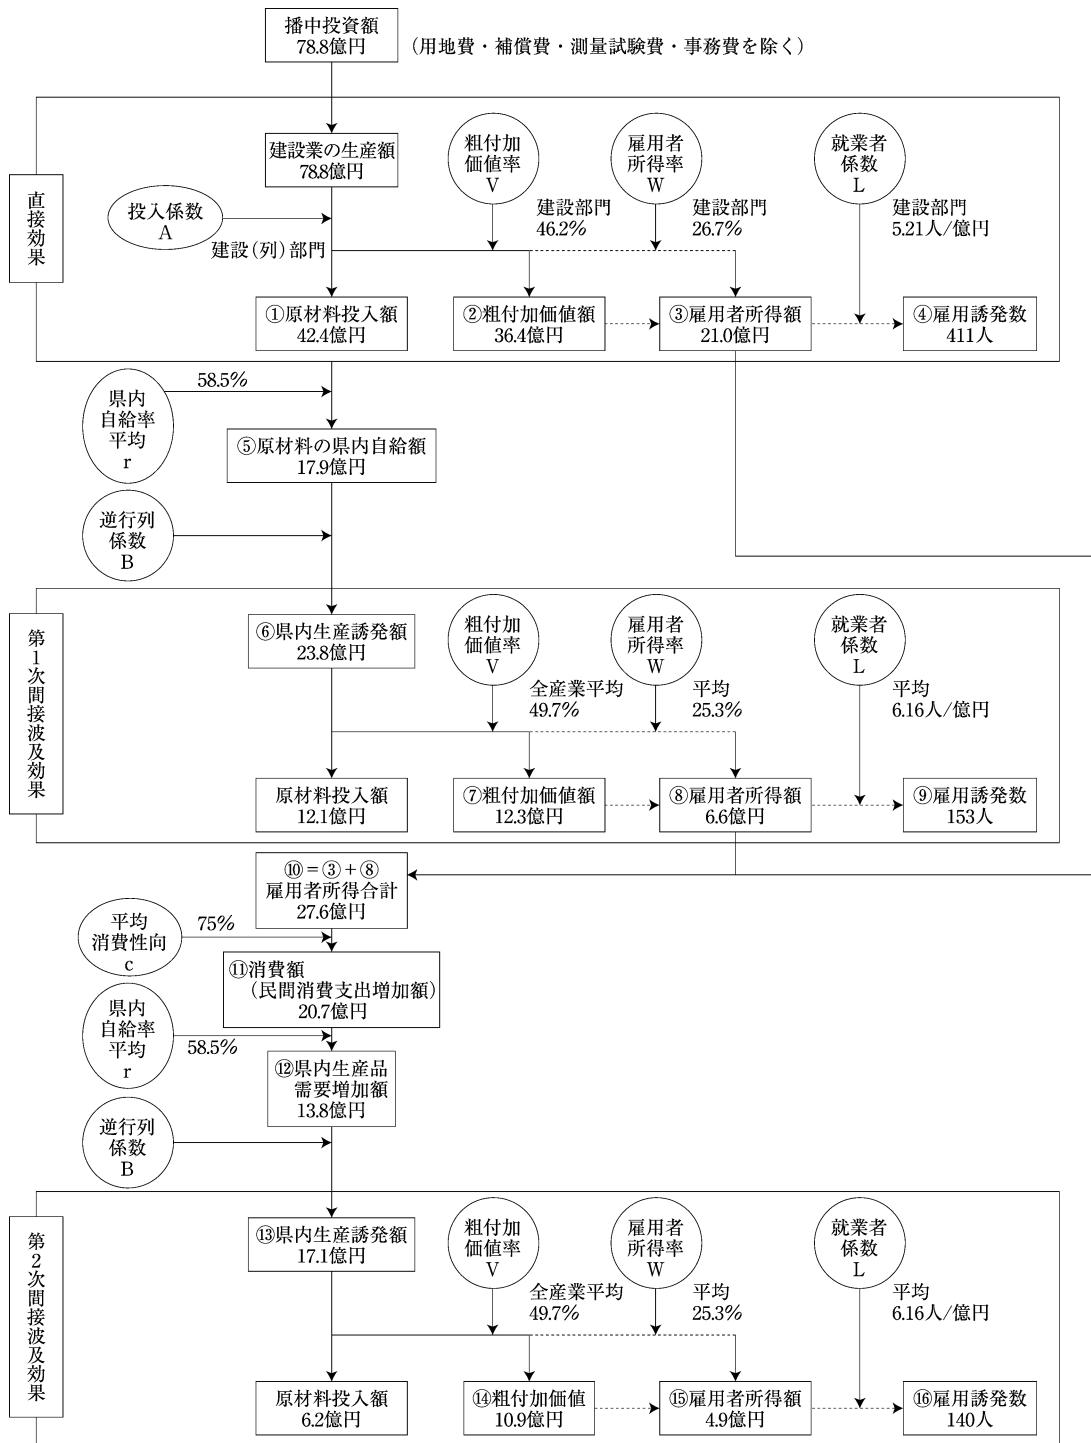 播中投資額
78.8億円
（用地費・補償費・測量試験費・事務費を除く）
直接効果
建設業の生産額
78.8億円
粗付加
価値率
V
雇用者
所得率
W
就業者
係数
L
投入係数
A
建設部門
46.2%
建設部門
26.7%
建設部門
5.21人/億円
建設（列）部門
①原材料投入額
42.4億円
②粗付加価値額
36.4億円
③雇用者所得額
21.0億円
④雇用誘発数
411人
県内
自給率
平均
r
58.5%
⑤原材料の県内自給額
17.9億円
逆行列
係数
B
第1次間接波及効果
⑥県内生産誘発額
23.8億円
粗付加
価値率
V
雇用者
所得率
W
就業者
係数
L
全産業平均
49.7%
平均
25.3%
平均
6.16人/億円
原材料投入額
12.1億円
⑦粗付加価値額
12.3億円
⑧雇用者所得額
6.6億円
⑨雇用誘発数
153人
⑩＝③＋⑧
雇用者所得合計
27.6億円
平均
消費性向
c
75%
⑪消費額
（民間消費支出増加額）
20.7億円
県内
自給率
平均
r
58.5%
⑫県内生産品
需要増加額
13.8億円
逆行列
係数
B
第2次間接波及効果
⑬県内生産誘発額
17.1億円
粗付加
価値率
V
雇用者
所得率
W
就業者
係数
L
全産業平均
49.7%
平均
25.3%
平均
6.16人/億円
原材料投入額
6.2億円
⑭粗付加価値
10.9億円
⑮雇用者所得額
4.9億円
⑯雇用誘発数
140人